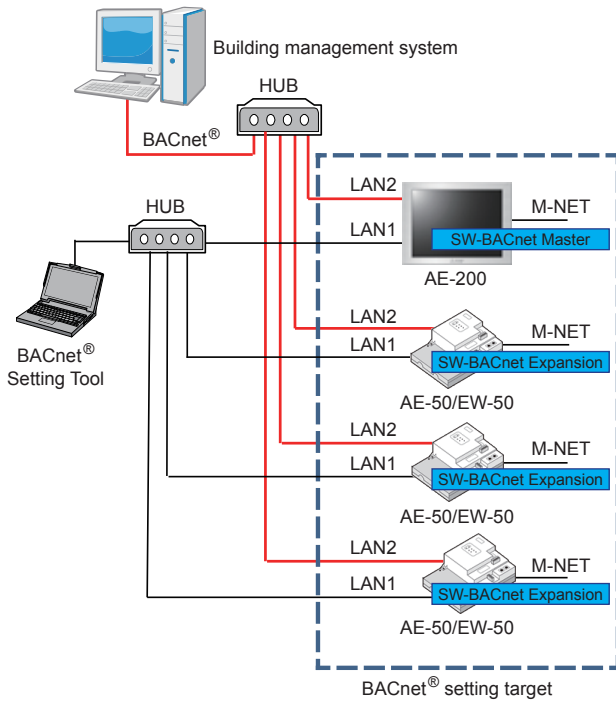 Building management system
HUB
BACnet®
LAN2
HUB
M-NET
LAN1
SW-BACnet Master
AE-200
BACnet®
Setting Tool
LAN2
M-NET
LAN1
SW-BACnet Expansion
AE-50/EW-50
LAN2
M-NET
LAN1
SW-BACnet Expansion
AE-50/EW-50
LAN2
M-NET
LAN1
SW-BACnet Expansion
AE-50/EW-50
BACnet® setting target